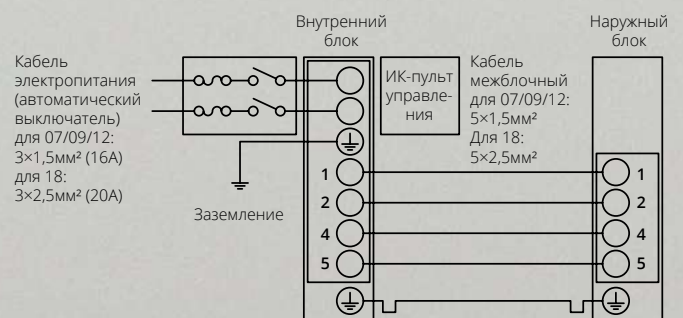 Внутренний
блок
Наружный
блок
Кабель
электропитания
(автоматический
выключатель)
для 07/09/12:
3×1,5мм² (16А)
для 18:
3×2,5мм² (20А)
Заземление
ИК-пульт
управле-
ния
Кабель
межблочный
для 07/09/12:
5×1,5мм²
Для 18:
5×2,5мм²
1
2
4
5
1
2
4
5